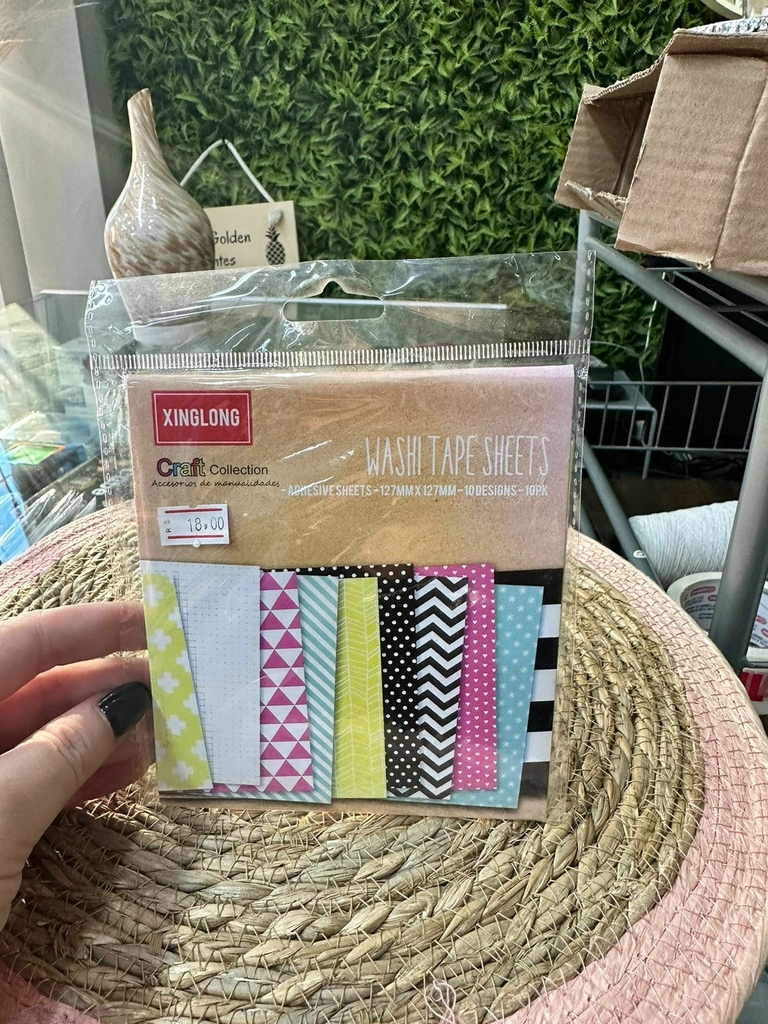 Golden
ntes
XINGLONG
Craft Collection
Accesorios de manualidades
WASHI TAPE SHEETS
- ADHESIVE SHEETS - 127MM X 127MM - 10 DESIGNS - 10PK
18,00